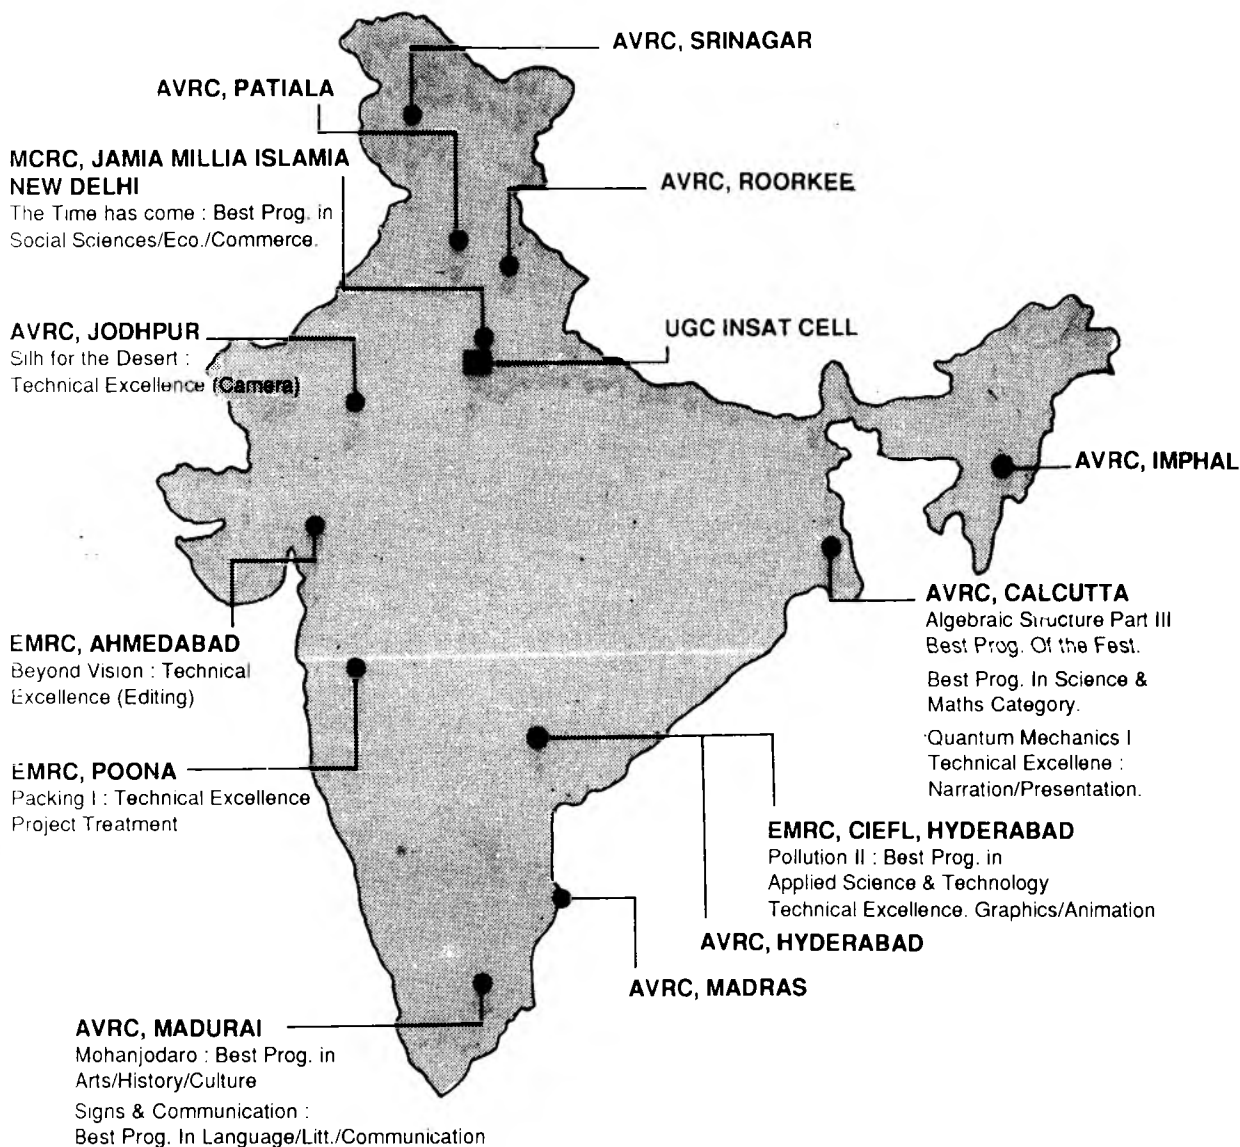 AVRC, SRINAGAR
AVRC, PATIALA
MCRC, JAMIA MILLIA ISLAMIA
NEW DELHI
The Time has come : Best Prog. in
Social Sciences/Eco./Commerce.
AVRC, ROORKEE
AVRC, JODHPUR
Silh for the Desert :
Technical Excellence (Camera)
UGC INSAT CELL
AVRC, IMPHAL
AVRC, CALCUTTA
Algebraic Structure Part III
Best Prog. Of the Fest.
Best Prog. In Science &
Maths Category.
Quantum Mechanics I
Technical Excellene :
Narration/Presentation.
EMRC, AHMEDABAD
Beyond Vision : Technical
Excellence (Editing)
EMRC, POONA
Packing I : Technical Excellence
Project Treatment
EMRC, CIEFL, HYDERABAD
Pollution II : Best Prog. in
Applied Science & Technology
Technical Excellence. Graphics/Animation
AVRC, HYDERABAD
AVRC, MADRAS
AVRC, MADURAI
Mohanjodaro : Best Prog. in
Arts/History/Culture
Signs & Communication :
Best Prog. In Language/Litt./Communication